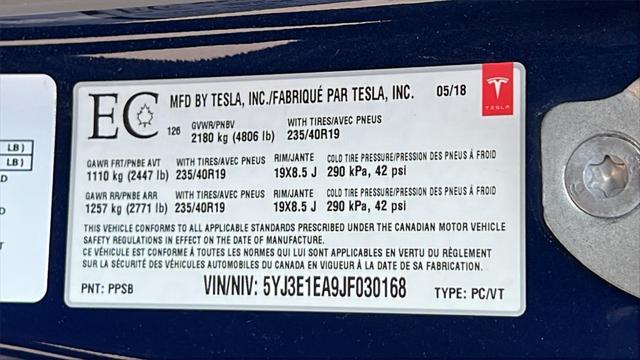 EC 126
MFD BY TESLA, INC./FABRIQUÉ PAR TESLA, INC. 05/18
TESLA
GVWR/PNBV WITH TIRES/AVEC PNEUS
2180 kg (4806 lb) 235/40R19
GAWR FRT/PNBE AVT WITH TIRES/AVEC PNEUS RIM/JANTE COLD TIRE PRESSURE/PRESSION DES PNEUS À FROID
1110 kg (2447 lb) 235/40R19 19X8.5 J 290 kPa, 42 psi
GAWR RR/PNBE ARR WITH TIRES/AVEC PNEUS RIM/JANTE COLD TIRE PRESSURE/PRESSION DES PNEUS À FROID
1257 kg (2771 lb) 235/40R19 19X8.5 J 290 kPa, 42 psi
THIS VEHICLE CONFORMS TO ALL APPLICABLE STANDARDS PRESCRIBED UNDER THE CANADIAN MOTOR VEHICLE
SAFETY REGULATIONS IN EFFECT ON THE DATE OF MANUFACTURE.
CE VÉHICULE EST CONFORME À TOUTES LES NORMES QUI LUI SONT APPLICABLES EN VERTU DU RÈGLEMENT
SUR LA SÉCURITÉ DES VÉHICULES AUTOMOBILES DU CANADA EN VIGUEUR À LA DATE DE SA FABRICATION.
PNT: PPSB VIN/NIV: 5YJ3E1EA9JF030168 TYPE: PC/VT
LB )
LB )